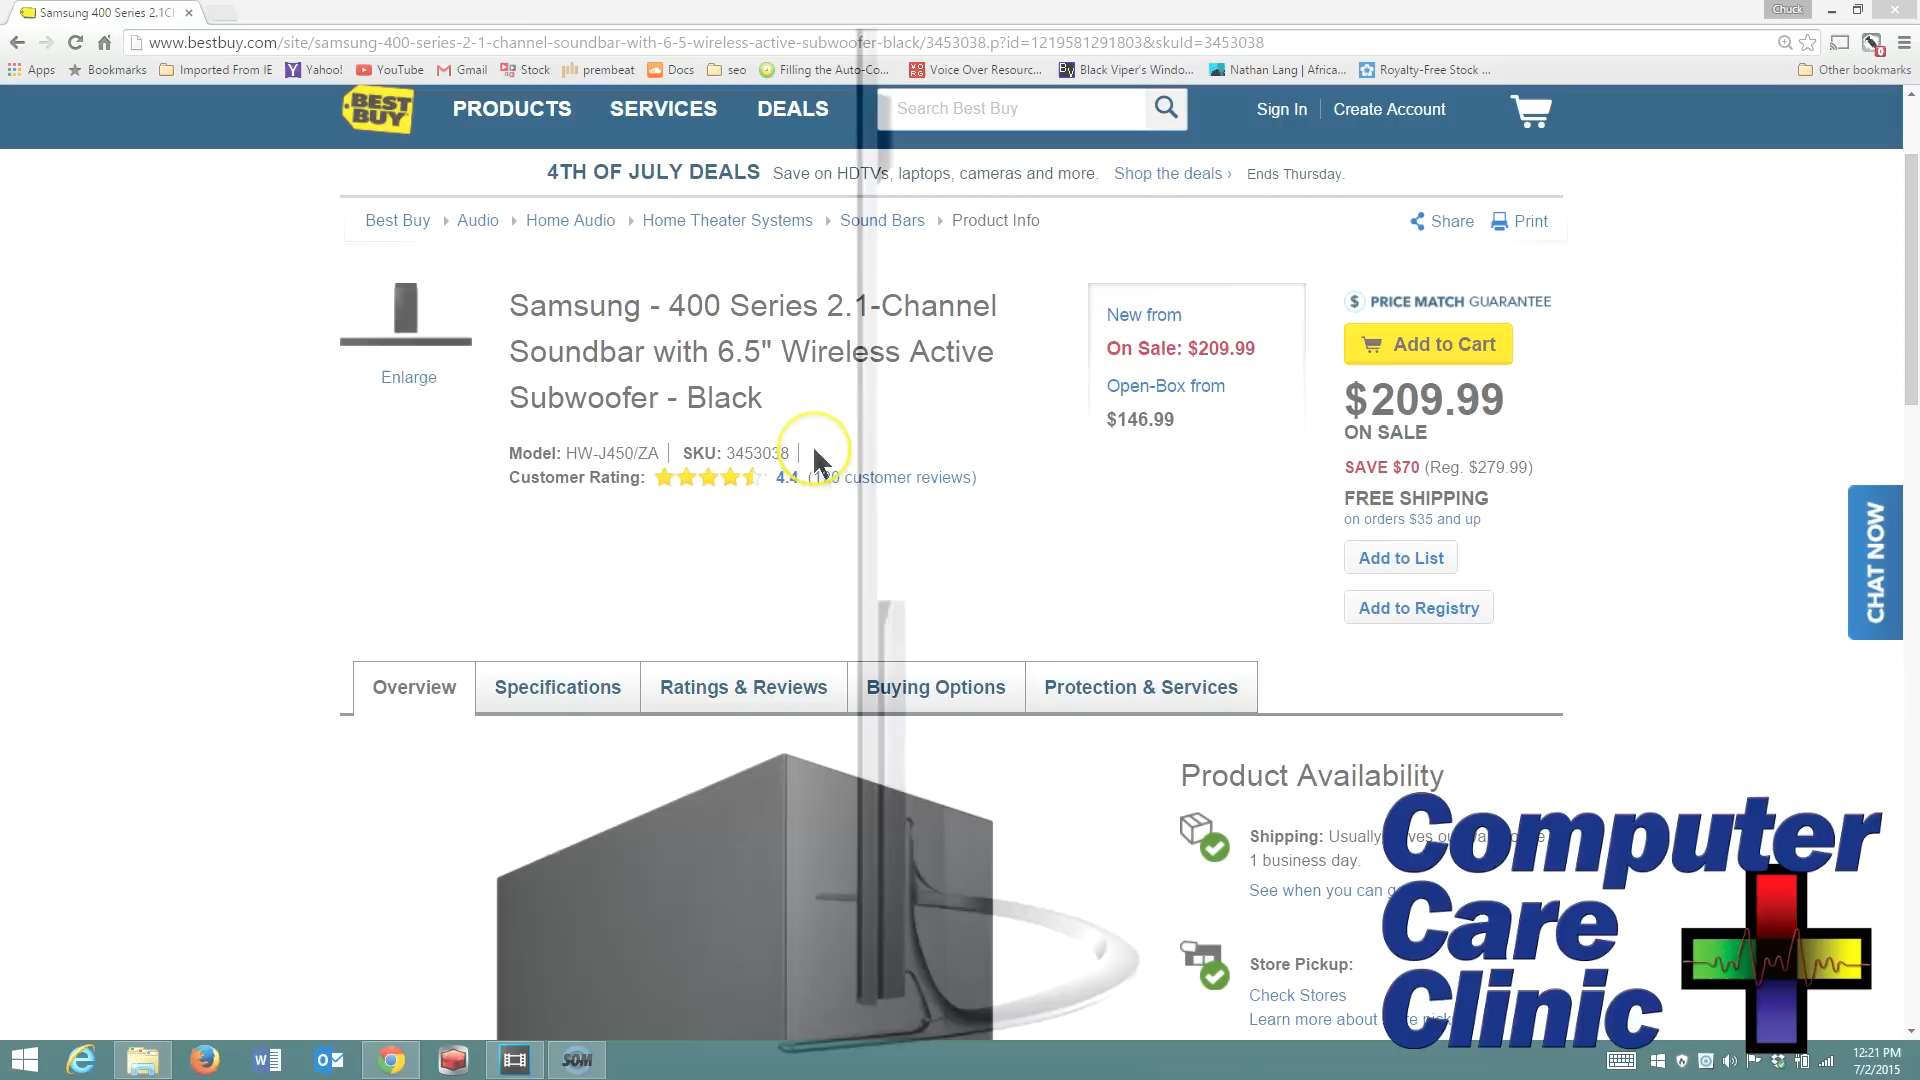 Samsung 400 Series 2.1Ch
Chuck
www.bestbuy.com/site/samsung-400-series-2-1-channel-soundbar-with-6-5-wireless-active-subwoofer-black/3453038.p?id=1219581291803&skuId=3453038
Apps Bookmarks Imported From IE Yahoo! YouTube Gmail Stock prembeat Docs seo Filling the Auto-Co... Voice Over Resourc... Black Viper's Windo... Nathan Lang | Africa... Royalty-Free Stock ... Other bookmarks
BEST BUY PRODUCTS SERVICES DEALS Search Best Buy Sign In Create Account
4TH OF JULY DEALS Save on HDTVs, laptops, cameras and more. Shop the deals › Ends Thursday.
Best Buy Audio Home Audio Home Theater Systems Sound Bars Product Info Share Print
Samsung - 400 Series 2.1-Channel
Soundbar with 6.5" Wireless Active
Subwoofer - Black
Enlarge
Model: HW-J450/ZA SKU: 3453038
Customer Rating: 4.4 customer reviews)
New from
On Sale: $209.99
Open-Box from
$146.99
$ PRICE MATCH GUARANTEE
Add to Cart
$209.99
ON SALE
SAVE $70 (Reg. $279.99)
FREE SHIPPING
on orders $35 and up
Add to List
Add to Registry
CHAT NOW
Overview Specifications Ratings & Reviews Buying Options Protection & Services
Product Availability
Shipping: Usually
1 business day.
See when you can
Store Pickup:
Check Stores
Learn more about
Computer
Care
Clinic
SOM
12:21 PM
7/2/2015